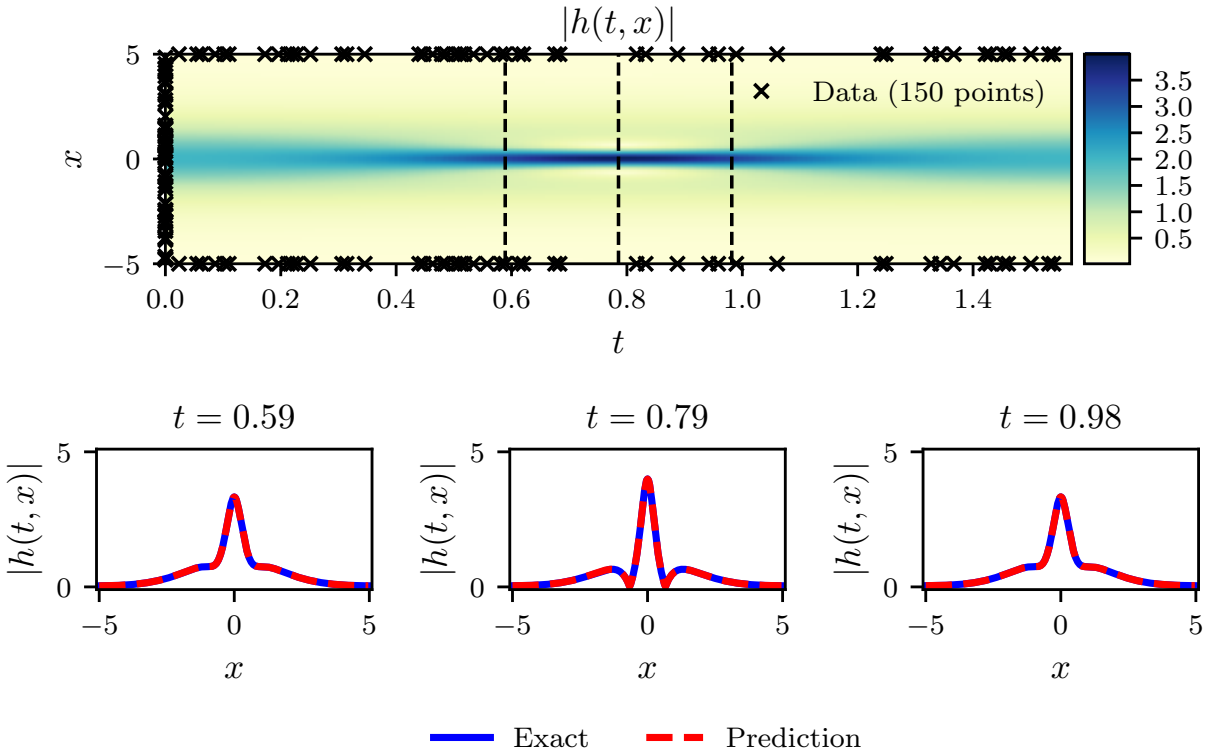 |h(t, x)|
5
0
−5
x
Data (150 points)
3.5
3.0
2.5
2.0
1.5
1.0
0.5
0.0 0.2 0.4 0.6 0.8 1.0 1.2 1.4
t
t = 0.59 t = 0.79 t = 0.98
|h(t, x)| 5 0 |h(t, x)| 5 0 |h(t, x)| 5 0
−5 0 5 −5 0 5 −5 0 5
x x x
Exact Prediction